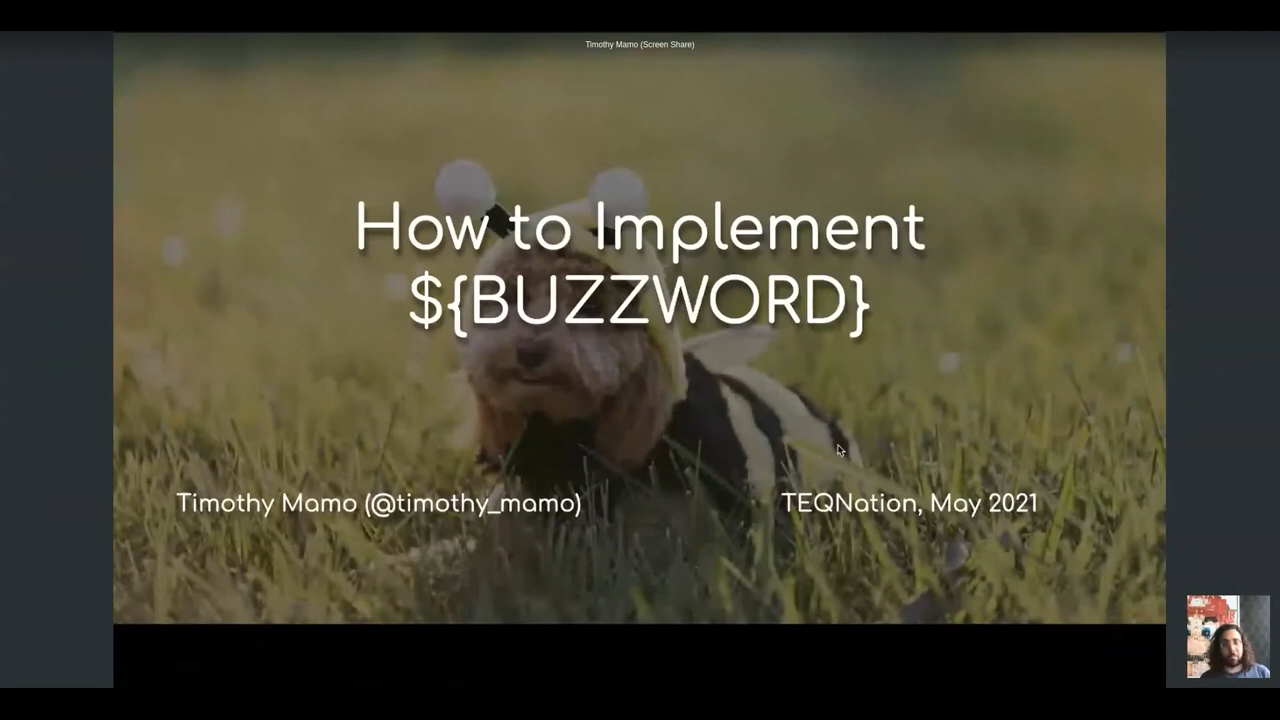 Timothy Mamo (Screen Share)
How to Implement
${BUZZWORD}
Timothy Mamo (@timothy_mamo)
TEQNation, May 2021